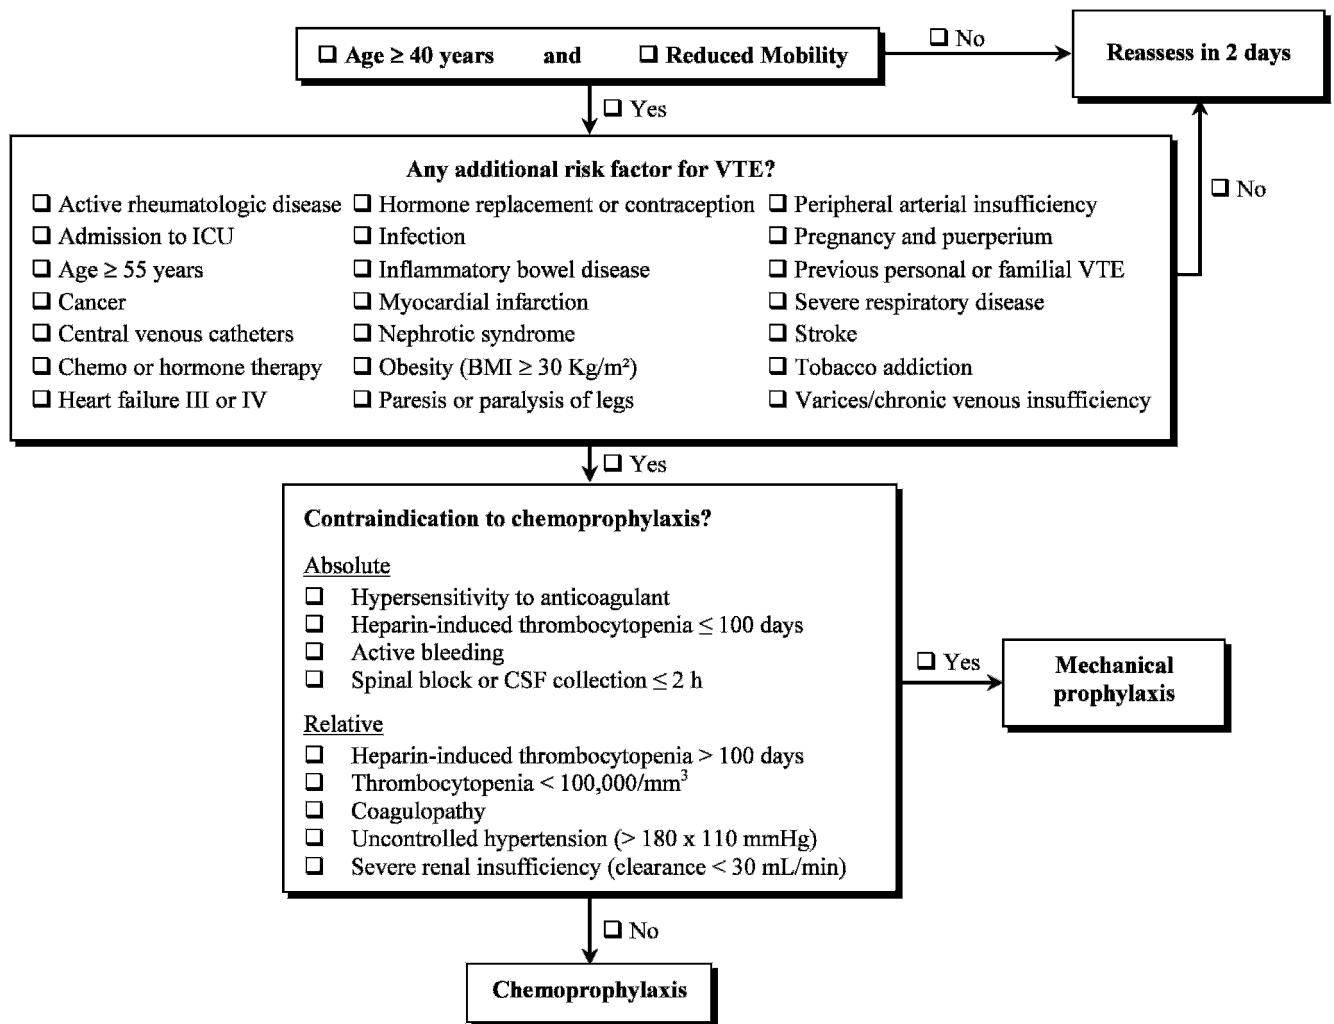 ❑ Age ≥ 40 years and ❑ Reduced Mobility
❑ No
Reassess in 2 days
❑ Yes
Any additional risk factor for VTE?
❑ Active rheumatologic disease
❑ Admission to ICU
❑ Age ≥ 55 years
❑ Cancer
❑ Central venous catheters
❑ Chemo or hormone therapy
❑ Heart failure III or IV
❑ Hormone replacement or contraception
❑ Infection
❑ Inflammatory bowel disease
❑ Myocardial infarction
❑ Nephrotic syndrome
❑ Obesity (BMI ≥ 30 Kg/m²)
❑ Paresis or paralysis of legs
❑ Peripheral arterial insufficiency
❑ Pregnancy and puerperium
❑ Previous personal or familial VTE
❑ Severe respiratory disease
❑ Stroke
❑ Tobacco addiction
❑ Varices/chronic venous insufficiency
❑ No
❑ Yes
Contraindication to chemoprophylaxis?
Absolute
❑ Hypersensitivity to anticoagulant
❑ Heparin-induced thrombocytopenia ≤ 100 days
❑ Active bleeding
❑ Spinal block or CSF collection ≤ 2 h
Relative
❑ Heparin-induced thrombocytopenia > 100 days
❑ Thrombocytopenia < 100,000/mm³
❑ Coagulopathy
❑ Uncontrolled hypertension (> 180 x 110 mmHg)
❑ Severe renal insufficiency (clearance < 30 mL/min)
❑ Yes
Mechanical
prophylaxis
❑ No
Chemoprophylaxis